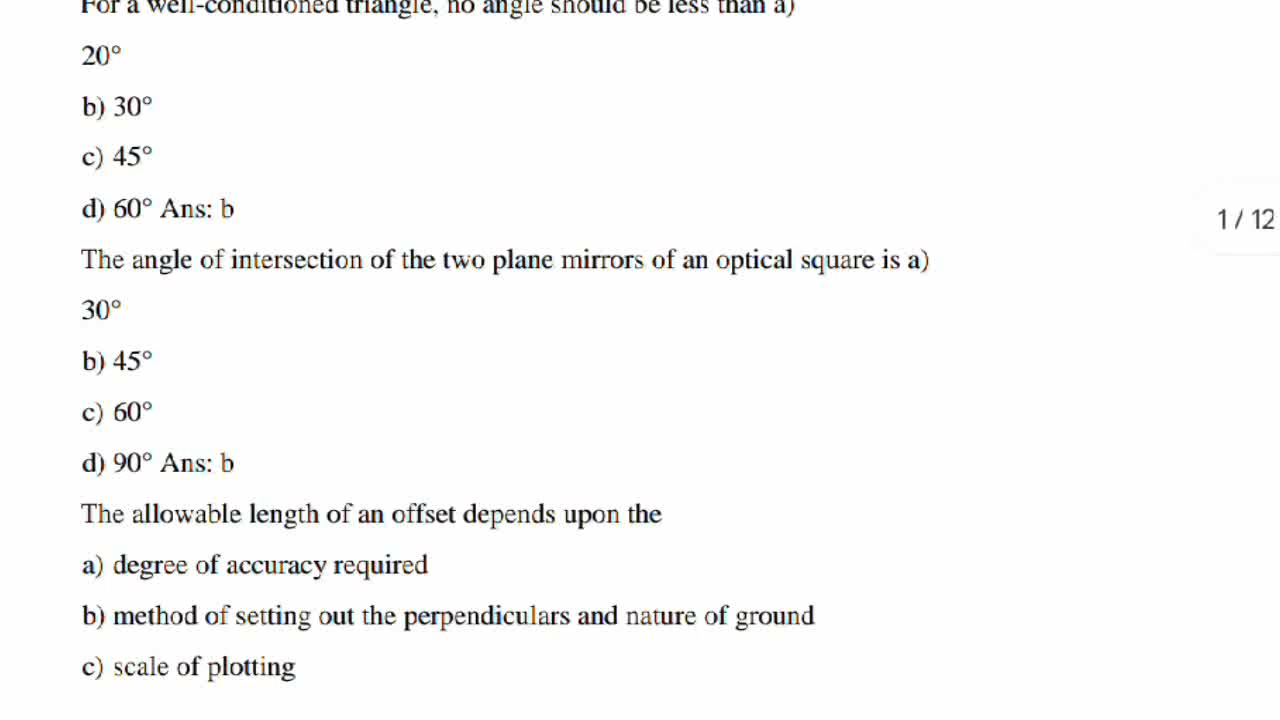 For a well-conditioned triangle, no angle should be less than a)
20°
b) 30°
c) 45°
d) 60° Ans: b
The angle of intersection of the two plane mirrors of an optical square is a)
30°
b) 45°
c) 60°
d) 90° Ans: b
The allowable length of an offset depends upon the
a) degree of accuracy required
b) method of setting out the perpendiculars and nature of ground
c) scale of plotting
1 / 12